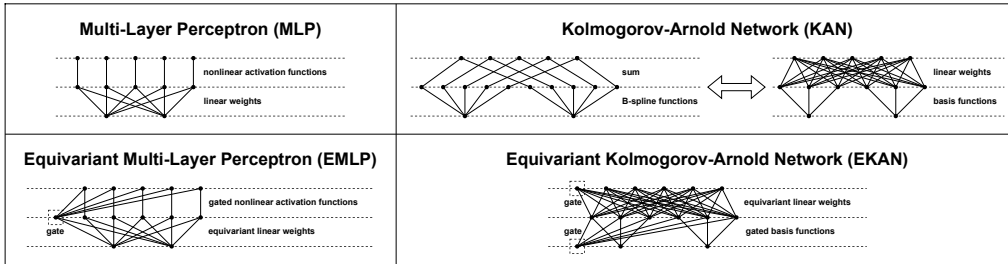 Multi-Layer Perceptron (MLP)
nonlinear activation functions
linear weights
Kolmogorov-Arnold Network (KAN)
sum
B-spline functions
linear weights
basis functions
Equivariant Multi-Layer Perceptron (EMLP)
gated nonlinear activation functions
gate
equivariant linear weights
Equivariant Kolmogorov-Arnold Network (EKAN)
gate
equivariant linear weights
gate
gated basis functions